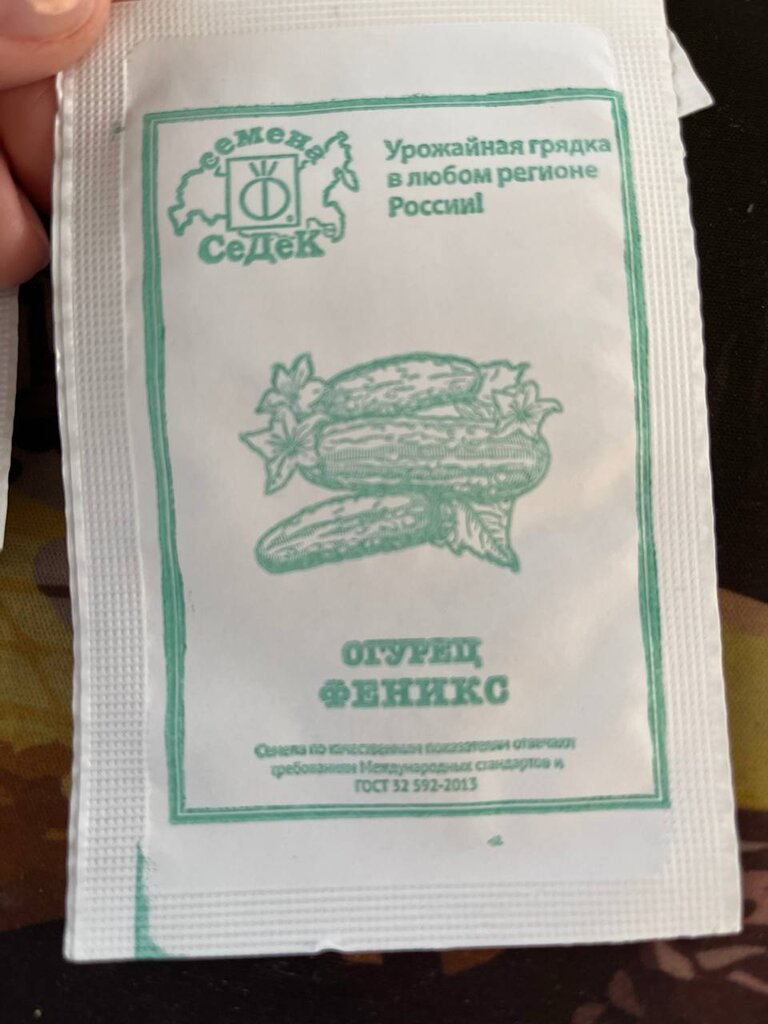 семена
СеДеК
Урожайная грядка
в любом регионе
России!
ОГУРЕЦ
ФЕНИКС
Семена по качественным показателям отвечают
требованиям Международных стандартов и
ГОСТ 32 592-2013